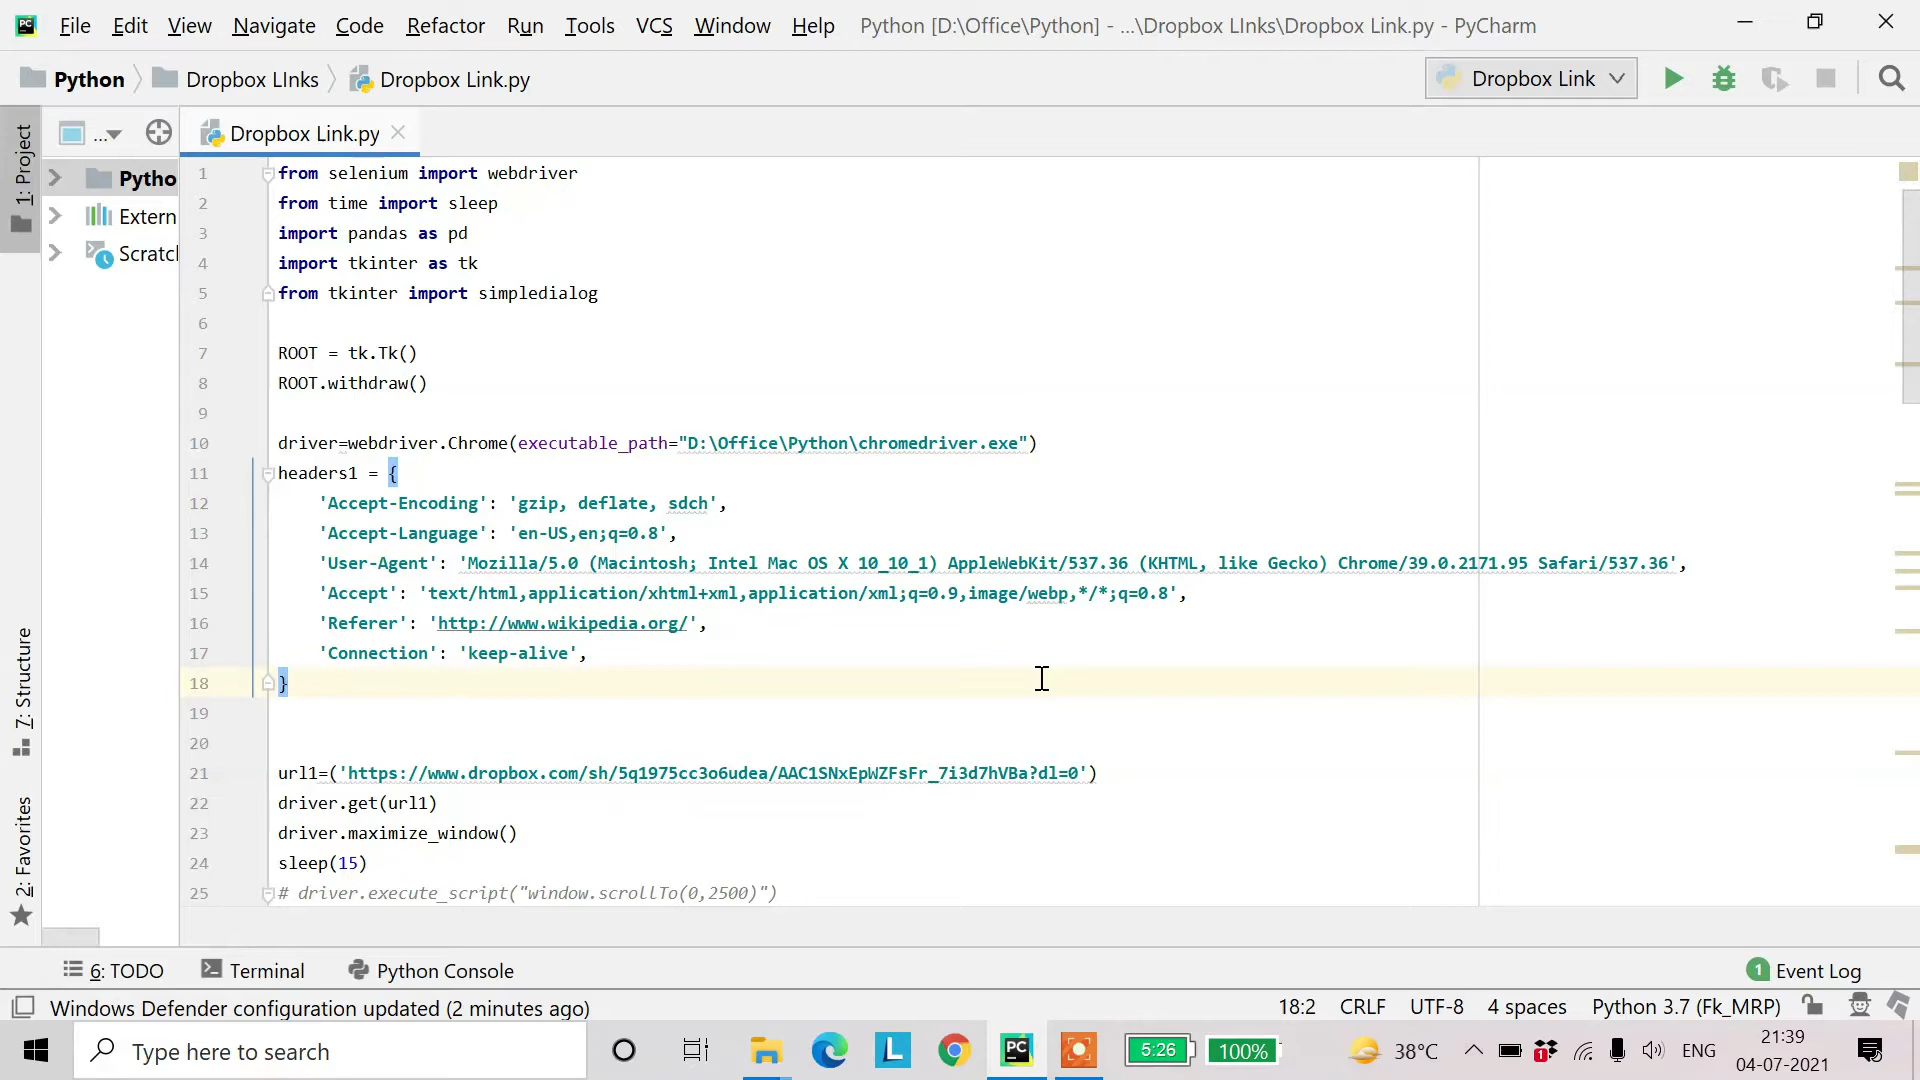 File Edit View Navigate Code Refactor Run Tools VCS Window Help Python [D:\Office\Python] - ...\Dropbox LInks\Dropbox Link.py - PyCharm
Python Dropbox LInks Dropbox Link.py Dropbox Link
1: Project
... Dropbox Link.py
Pytho
Extern
Scratcl
7: Structure
2: Favorites
1 from selenium import webdriver
2 from time import sleep
3 import pandas as pd
4 import tkinter as tk
5 from tkinter import simpledialog
6
7 ROOT = tk.Tk()
8 ROOT.withdraw()
9
10 driver=webdriver.Chrome(executable_path="D:\Office\Python\chromedriver.exe")
11 headers1 = {
12 'Accept-Encoding': 'gzip, deflate, sdch',
13 'Accept-Language': 'en-US,en;q=0.8',
14 'User-Agent': 'Mozilla/5.0 (Macintosh; Intel Mac OS X 10_10_1) AppleWebKit/537.36 (KHTML, like Gecko) Chrome/39.0.2171.95 Safari/537.36',
15 'Accept': 'text/html,application/xhtml+xml,application/xml;q=0.9,image/webp,*/*;q=0.8',
16 'Referer': 'http://www.wikipedia.org/',
17 'Connection': 'keep-alive',
18 }
19
20
21 url1=('https://www.dropbox.com/sh/5q1975cc3o6udea/AAC1SNxEpWZFsFr_7i3d7hVBa?dl=0')
22 driver.get(url1)
23 driver.maximize_window()
24 sleep(15)
25 # driver.execute_script("window.scrollTo(0,2500)")
6: TODO Terminal Python Console 1 Event Log
Windows Defender configuration updated (2 minutes ago) 18:2 CRLF UTF-8 4 spaces Python 3.7 (Fk_MRP)
Type here to search L PC 5:26 100% 38°C 1 ENG 21:39
04-07-2021